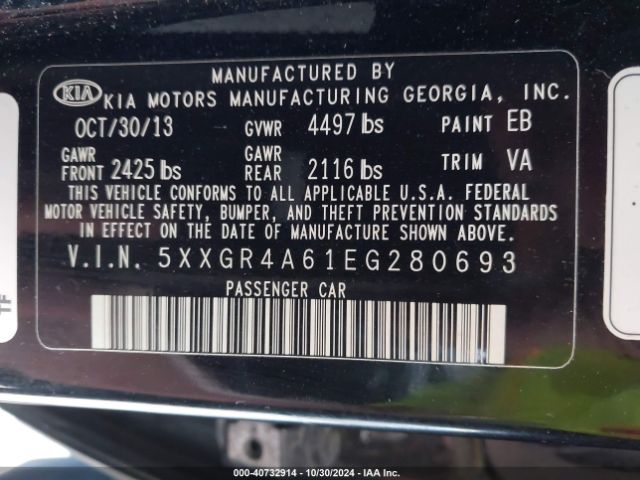 MANUFACTURED BY
KIA KIA MOTORS MANUFACTURING GEORGIA, INC.
OCT/30/13 GVWR 4497 lbs PAINT EB
GAWR FRONT 2425 lbs GAWR REAR 2116 lbs TRIM VA
THIS VEHICLE CONFORMS TO ALL APPLICABLE U.S.A. FEDERAL
MOTOR VEHICLE SAFETY, BUMPER, AND THEFT PREVENTION STANDARDS
IN EFFECT ON THE DATE OF MANUFACTURE SHOWN ABOVE.
V.I.N. 5XXGR4A61EG280693
PASSENGER CAR
000-40732914 - 10/30/2024 - IAA Inc.